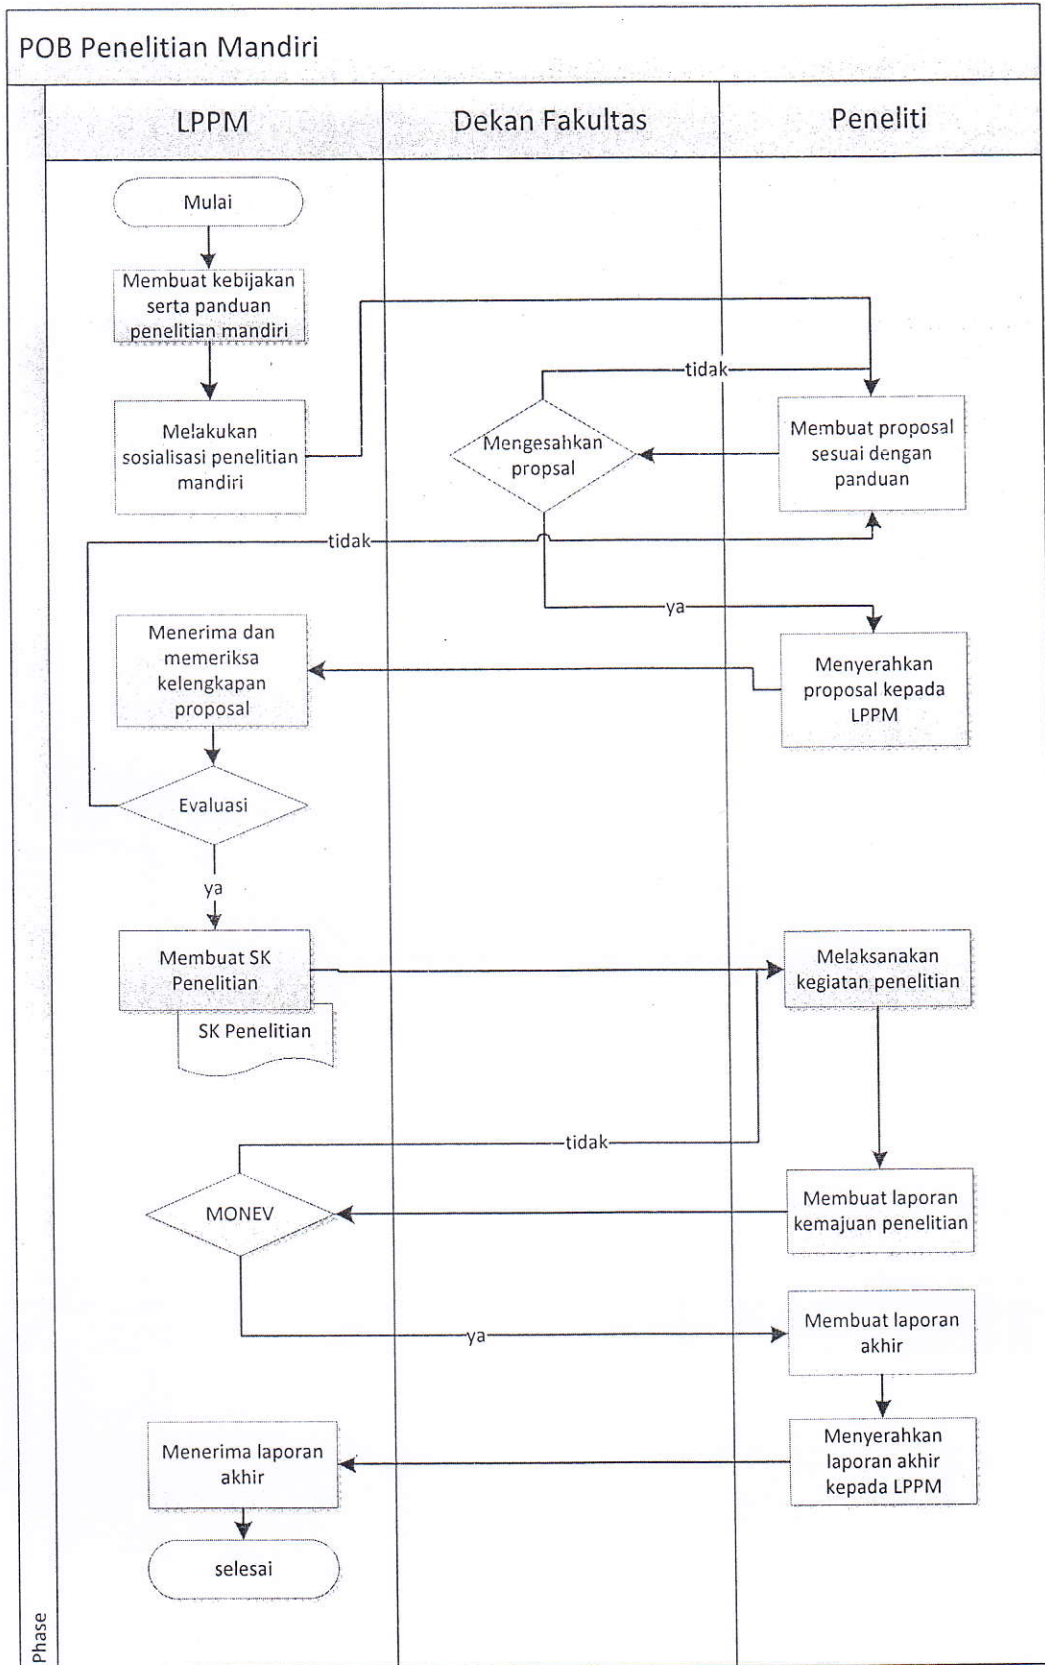 POB Penelitian Mandiri
LPPM
Dekan Fakultas
Peneliti
Mulai
Membuat kebijakan
serta panduan
penelitian mandiri
tidak
Melakukan
sosialisasi penelitian
mandiri
Mengesahkan
propsal
Membuat proposal
sesuai dengan
panduan
tidak
ya
Menerima dan
memeriksa
kelengkapan
proposal
Menyerahkan
proposal kepada
LPPM
Evaluasi
ya
Membuat SK
Penelitian
SK Penelitian
Melaksanakan
kegiatan penelitian
tidak
MONEV
Membuat laporan
kemajuan penelitian
ya
Membuat laporan
akhir
Menerima laporan
akhir
Menyerahkan
laporan akhir
kepada LPPM
selesai
Phase